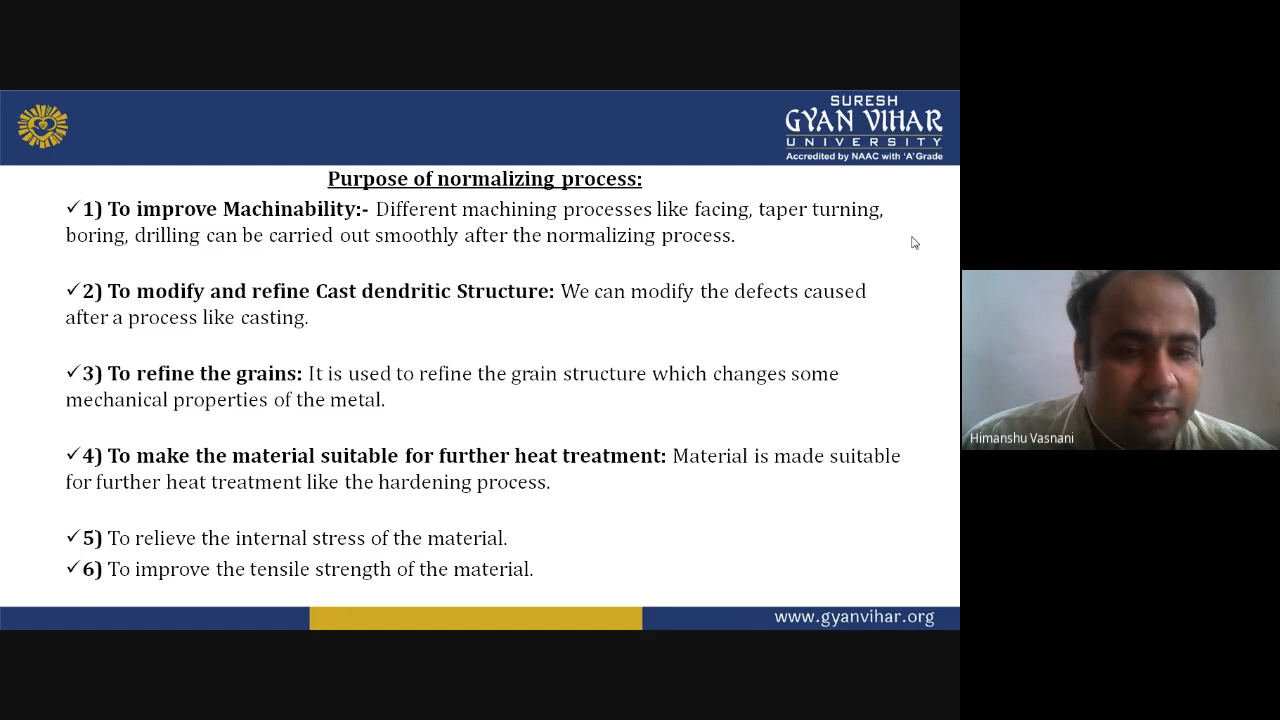 SURESH
GYAN VIHAR
UNIVERSITY
Accredited by NAAC with 'A' Grade
Purpose of normalizing process:
✓1) To improve Machinability:- Different machining processes like facing, taper turning,
boring, drilling can be carried out smoothly after the normalizing process.
✓2) To modify and refine Cast dendritic Structure: We can modify the defects caused
after a process like casting.
✓3) To refine the grains: It is used to refine the grain structure which changes some
mechanical properties of the metal.
✓4) To make the material suitable for further heat treatment: Material is made suitable
for further heat treatment like the hardening process.
✓5) To relieve the internal stress of the material.
✓6) To improve the tensile strength of the material.
www.gyanvihar.org
Himanshu Vasnani